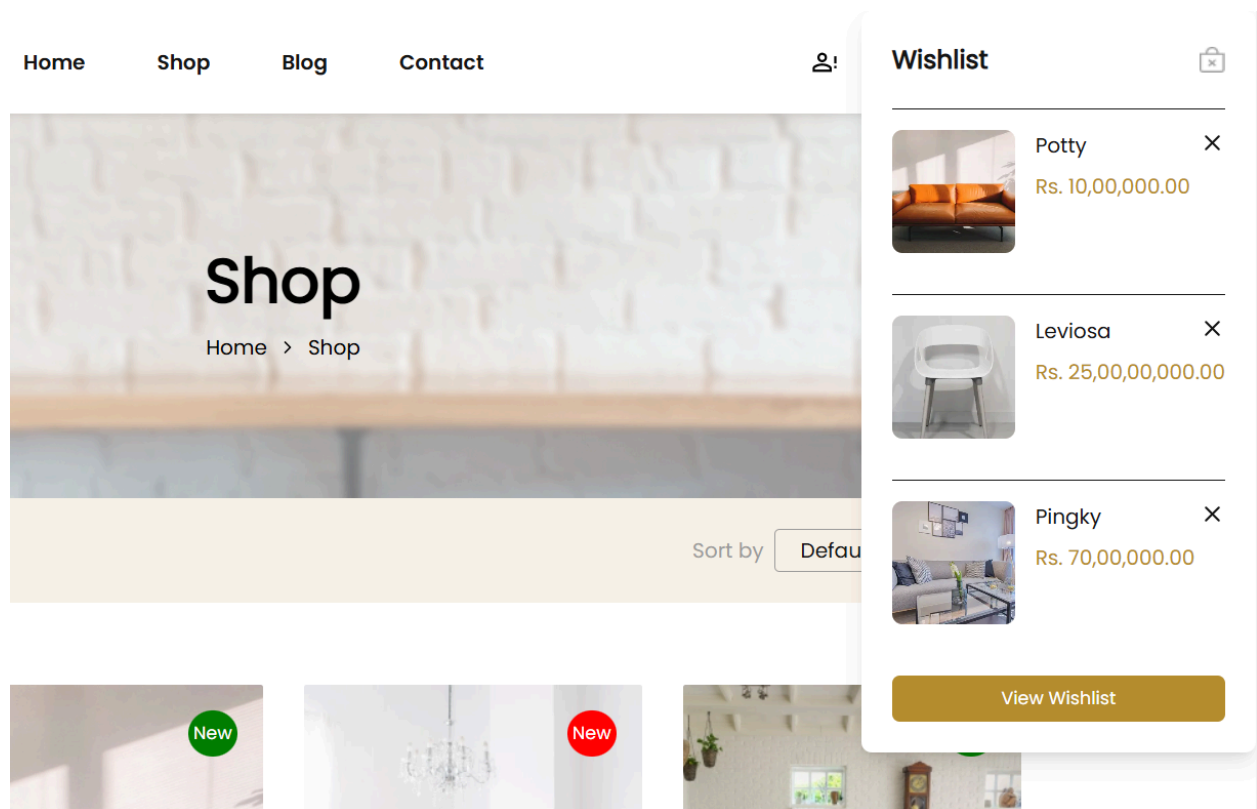 Home Shop Blog Contact
Shop
Home > Shop
Sort by Defau
New
New
Wishlist
Potty
Rs. 10,00,000.00
Leviosa
Rs. 25,00,00,000.00
Pingky
Rs. 70,00,000.00
View Wishlist